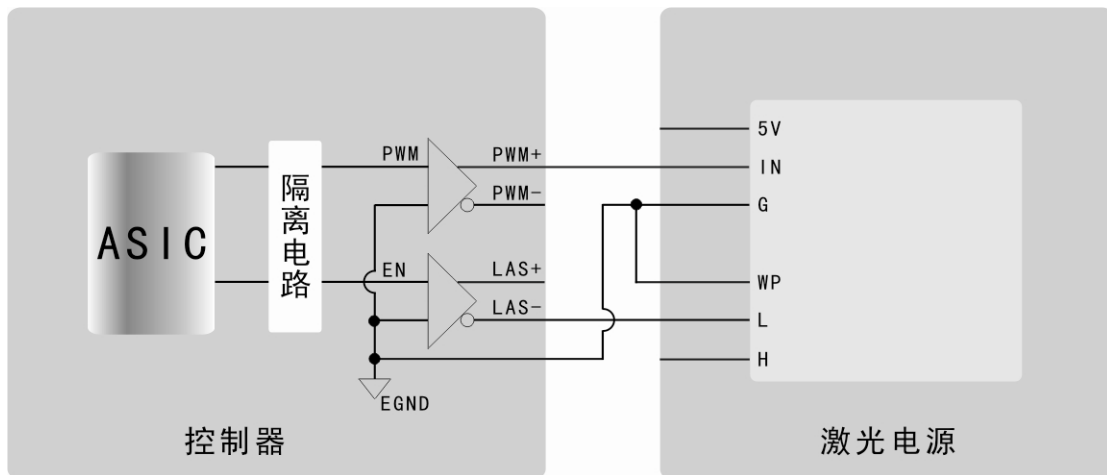 ASIC
隔离电路
PWM
PWM+
PWM-
EN
LAS+
LAS-
EGND
控制器
5V
IN
G
WP
L
H
激光电源